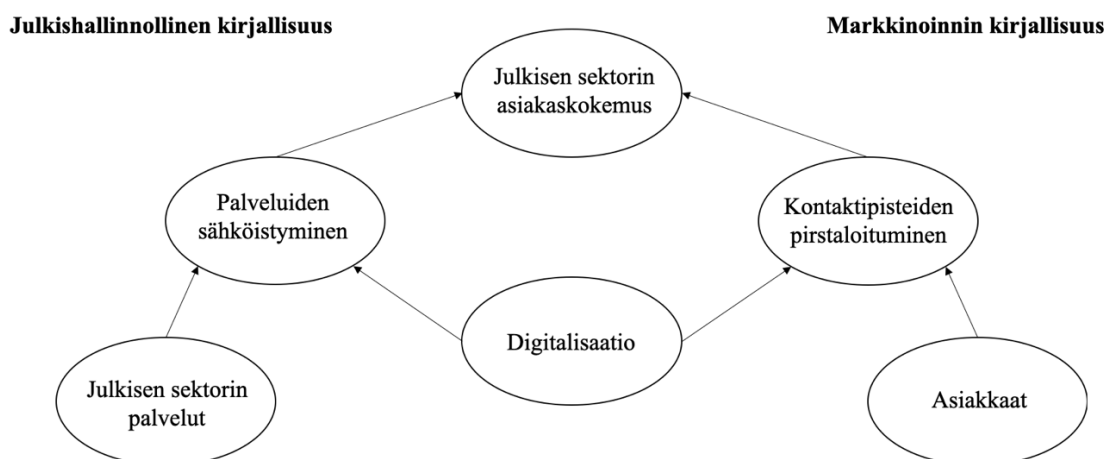 Julkishallinnollinen kirjallisuus
Markkinoinnin kirjallisuus
Julkisen sektorin
asiakaskokemus
Palveluiden
sähköistyminen
Kontaktipisteiden
pirstaloituminen
Digitalisaatio
Julkisen sektorin
palvelut
Asiakkaat